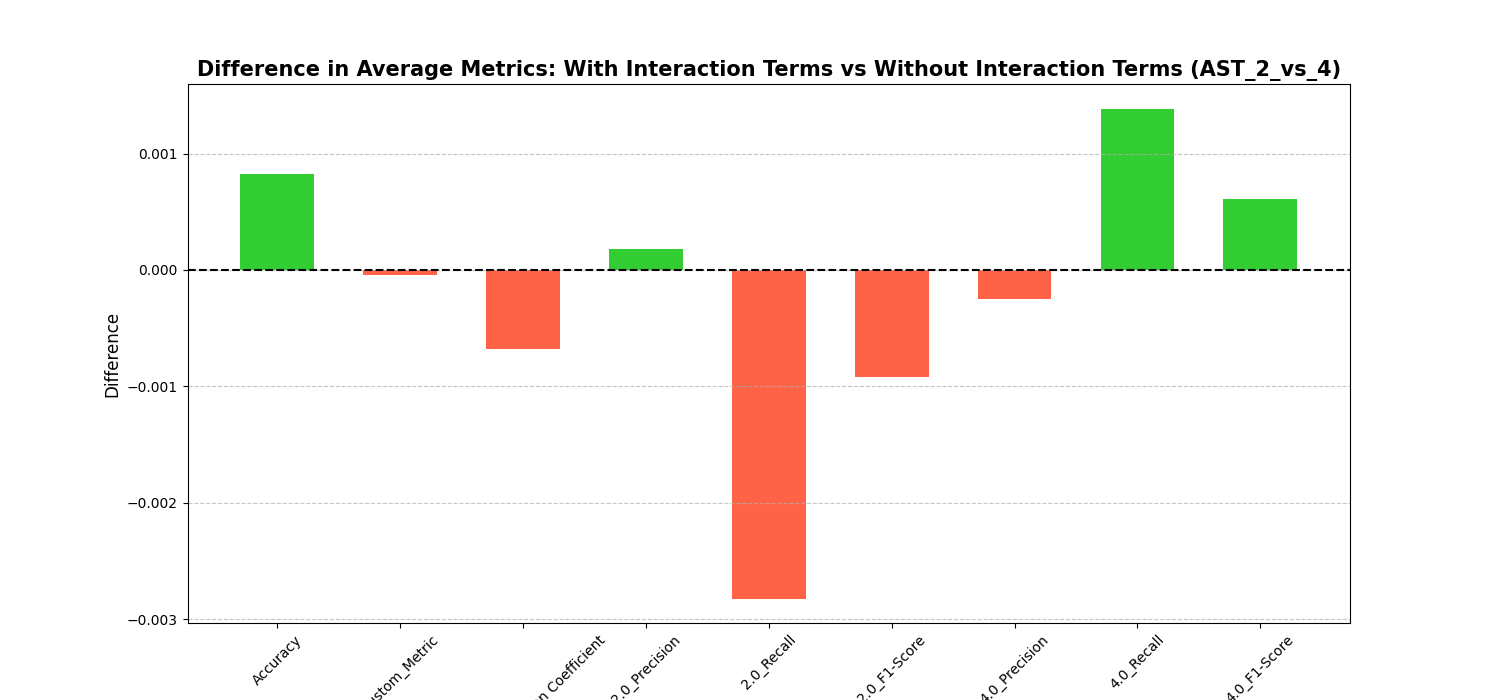 Difference in Average Metrics: With Interaction Terms vs Without Interaction Terms (AST_2_vs_4)
0.001
0.000
−0.001
−0.002
−0.003
Difference
Accuracy
ustom_Metric
n Coefficient
2.0_Precision
2.0_Recall
2.0_F1-Score
4.0_Precision
4.0_Recall
4.0_F1-Score